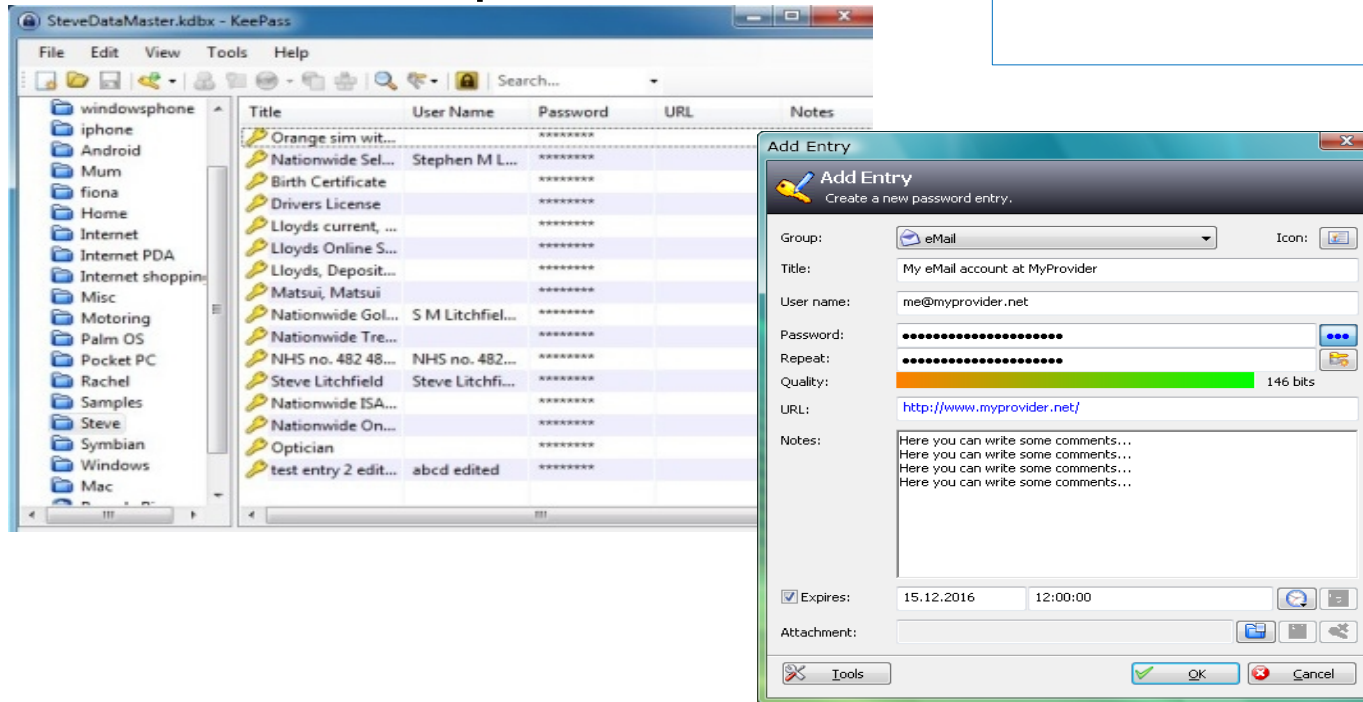 SteveDataMaster.kdbx - KeePass
File Edit View Tools Help
Search...
windowsphone
iphone
Android
Mum
fiona
Home
Internet
Internet PDA
Internet shopping
Misc
Motoring
Palm OS
Pocket PC
Rachel
Samples
Steve
Symbian
Windows
Mac
Title User Name Password URL Notes
Orange sim wit... ********
Nationwide Sel... Stephen M L... ********
Birth Certificate ********
Drivers License ********
Lloyds current, ... ********
Lloyds Online S... ********
Lloyds, Deposit... ********
Matsui, Matsui ********
Nationwide Gol... S M Litchfiel... ********
Nationwide Tre... ********
NHS no. 482 48... NHS no. 482... ********
Steve Litchfield Steve Litchfi... ********
Nationwide ISA... ********
Nationwide On... ********
Optician ********
test entry 2 edit... abcd edited ********
Add Entry
Add Entry
Create a new password entry.
Group: eMail Icon:
Title: My eMail account at MyProvider
User name: me@myprovider.net
Password: ●●●●●●●●●●●●●●●●●●●●●
Repeat: ●●●●●●●●●●●●●●●●●●●●●
Quality: 146 bits
URL: http://www.myprovider.net/
Notes: Here you can write some comments...
Here you can write some comments...
Here you can write some comments...
Here you can write some comments...
Expires: 15.12.2016 12:00:00
Attachment:
Tools OK Cancel